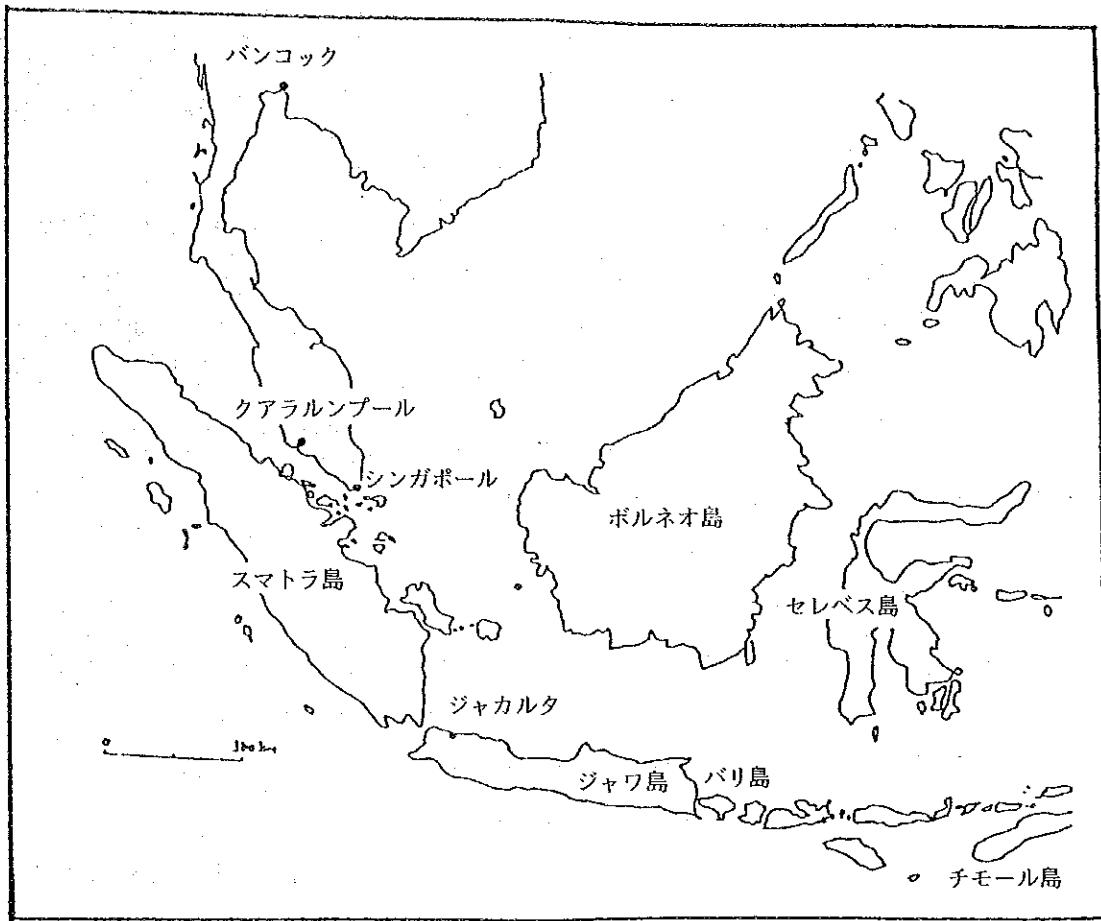 バンコック
クアラルンプール
シンガポール
ボルネオ島
スマトラ島
セレベス島
ジャカルタ
0
ジャワ島
バリ島
チモール島